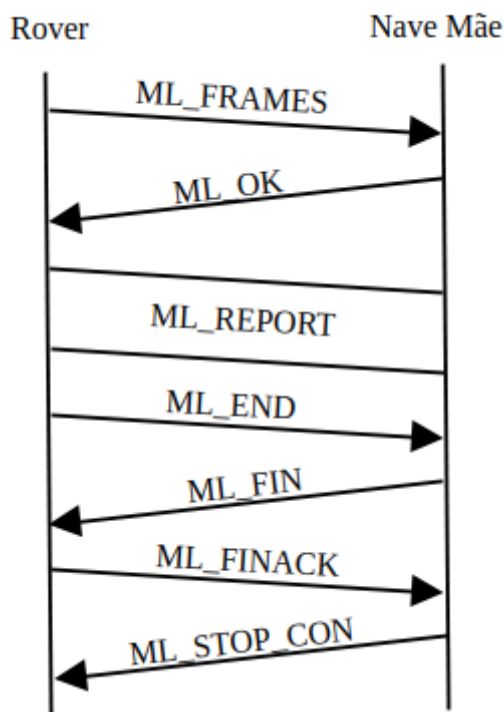 Rover
Nave Mãe
ML_FRAMES
ML_OK
ML_REPORT
ML_END
ML_FIN
ML_FINACK
ML_STOP_CON